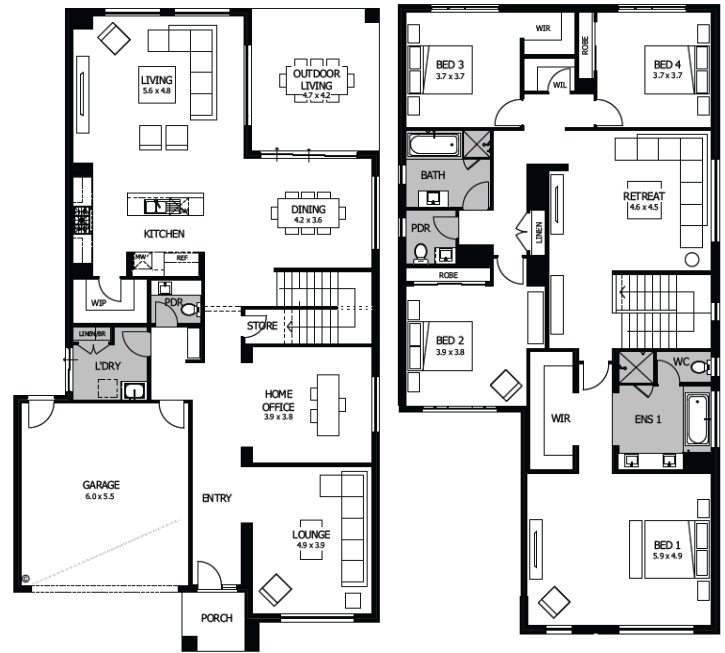 LIVING
5.6 x 4.8
OUTDOOR
LIVING
4.7 x 4.2
DINING
4.2 x 3.6
KITCHEN
MW
REF
WIP
PDR
STORE
LINEN/BR
L'DRY
HOME
OFFICE
3.9 x 3.8
GARAGE
6.0 x 5.5
ENTRY
LOUNGE
4.9 x 3.9
©
PORCH
BED 3
3.7 x 3.7
WIR
ROBE
BED 4
3.7 x 3.7
WIL
BATH
RETREAT
4.6 x 4.5
PDR
LINEN
ROBE
BED 2
3.9 x 3.8
WC
WIR
ENS 1
BED 1
5.9 x 4.9